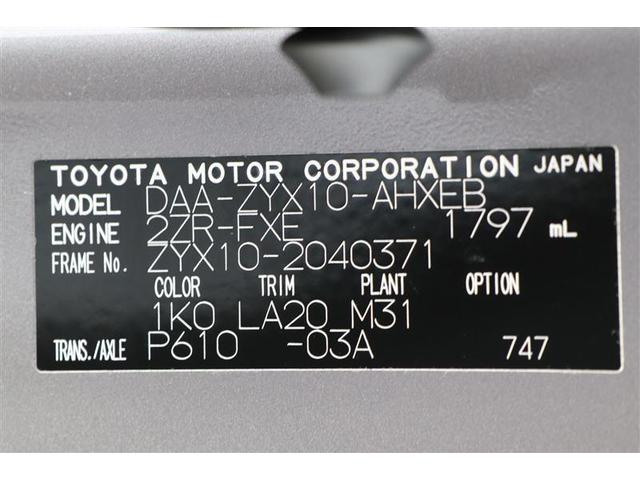 TOYOTA MOTOR CORPORATION JAPAN
MODEL DAA-ZYX10-AHXEB
ENGINE 2ZR-FXE 1797 mL
FRAME No. ZYX10-2040371
COLOR TRIM PLANT OPTION
1K0 LA20 M31
TRANS./AXLE P610 -03A 747